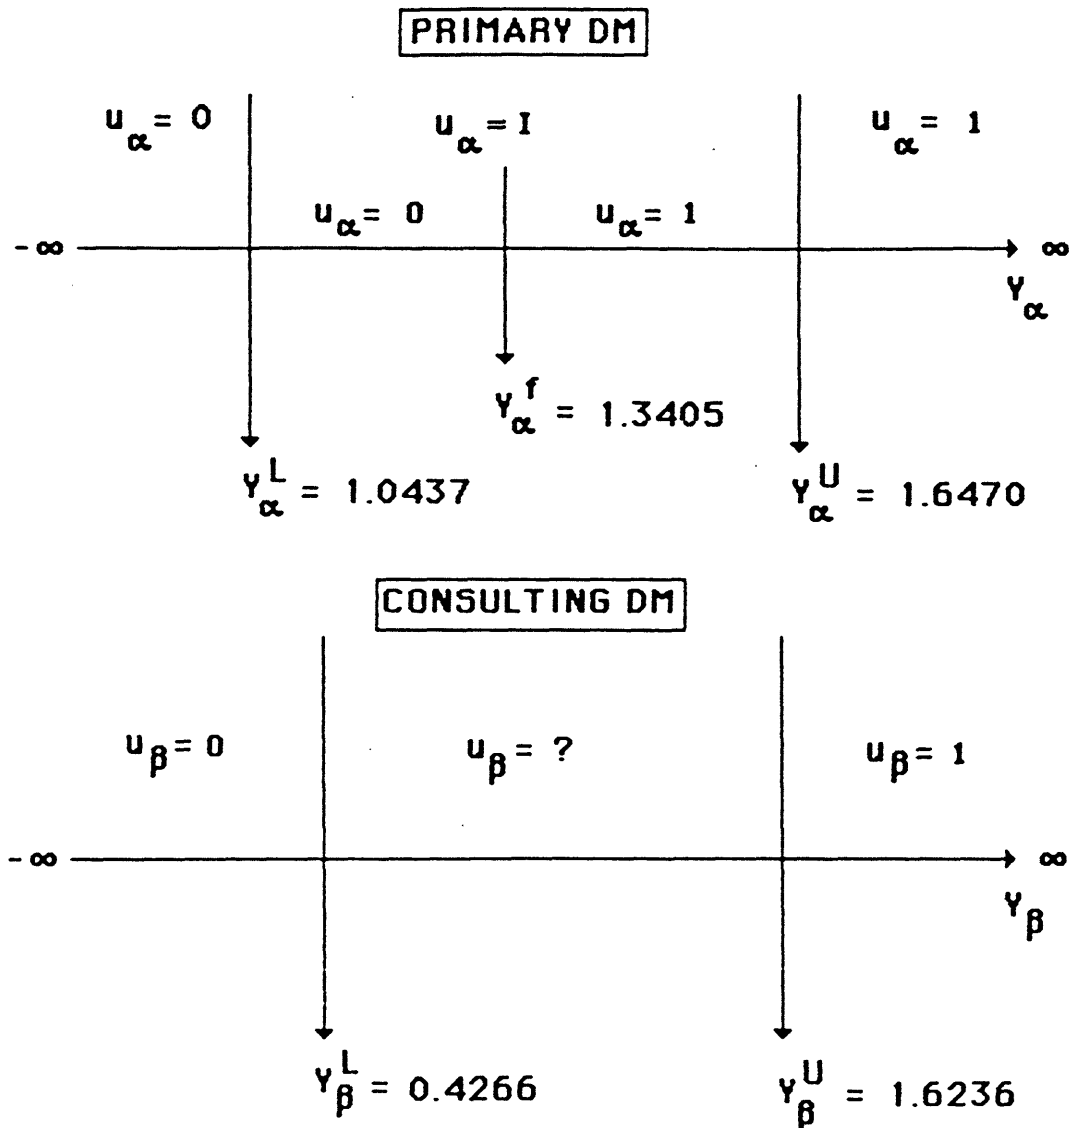 PRIMARY DM
u_α = 0 u_α = I u_α = 1
u_α = 0 u_α = 1
-∞ ∞
Y_α
Y_α^f = 1.3405
Y_α^L = 1.0437 Y_α^U = 1.6470
CONSULTING DM
u_β = 0 u_β = ? u_β = 1
-∞ ∞
Y_β
Y_β^L = 0.4266 Y_β^U = 1.6236